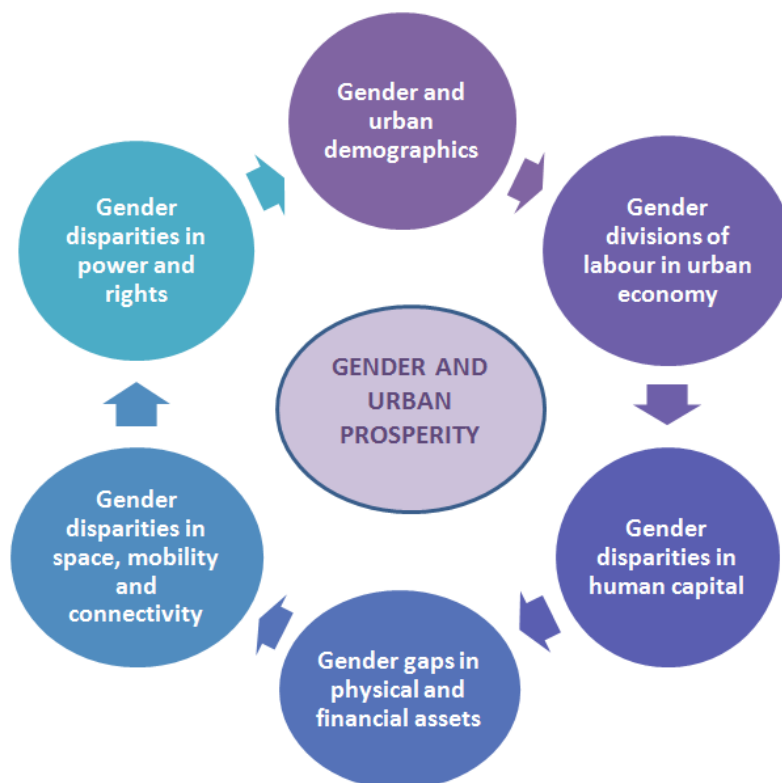 Gender and
urban
demographics
Gender
divisions of
labour in urban
economy
Gender
disparities in
human capital
Gender gaps in
physical and
financial assets
Gender
disparities in
space, mobility
and
connectivity
Gender
disparities in
power and
rights
GENDER AND
URBAN
PROSPERITY